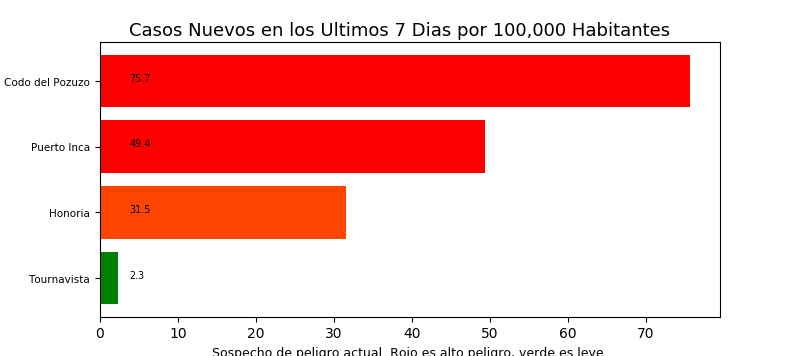 Casos Nuevos en los Ultimos 7 Dias por 100,000 Habitantes
Codo del Pozuzo 75.7
Puerto Inca 49.4
Honoria 31.5
Tournavista 2.3
0 10 20 30 40 50 60 70
Sospecho de peligro actual. Rojo es alto peligro, verde es leve